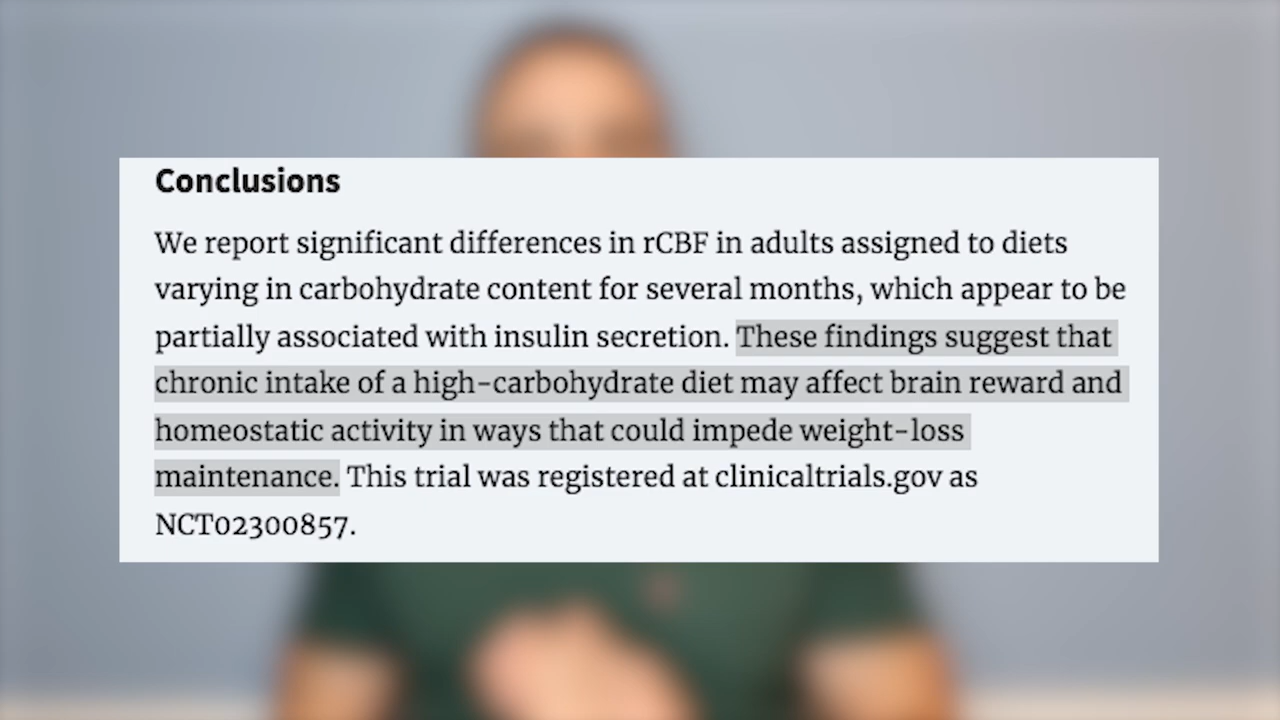 Conclusions
We report significant differences in rCBF in adults assigned to diets
varying in carbohydrate content for several months, which appear to be
partially associated with insulin secretion. These findings suggest that
chronic intake of a high-carbohydrate diet may affect brain reward and
homeostatic activity in ways that could impede weight-loss
maintenance. This trial was registered at clinicaltrials.gov as
NCT02300857.